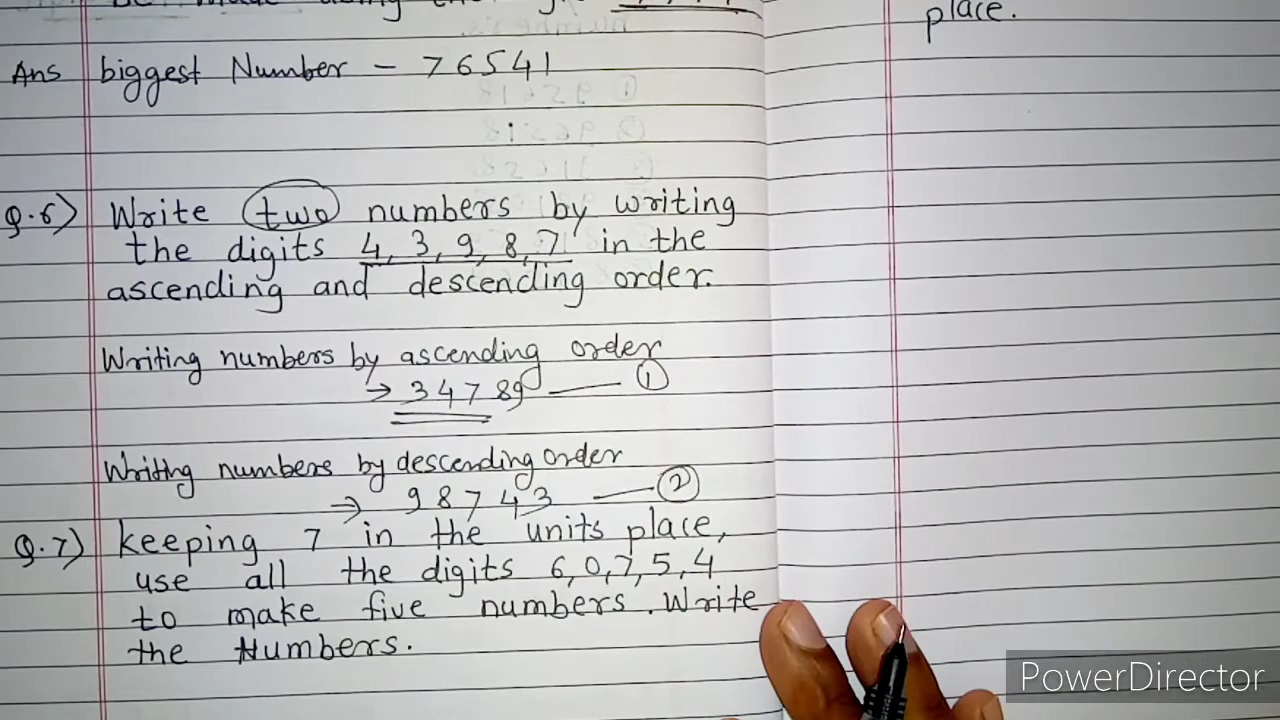 place.
Ans biggest Number - 76541
Q.6) Write two numbers by writing
the digits 4, 3, 9, 8, 7 in the
ascending and descending order.
Writing numbers by ascending order
→ 34789 —— 1
Writing numbers by descending order
→ 98743 —— 2
Q.7) keeping 7 in the units place,
use all the digits 6,0,7,5,4
to make five numbers. Write
the Numbers.
PowerDirector